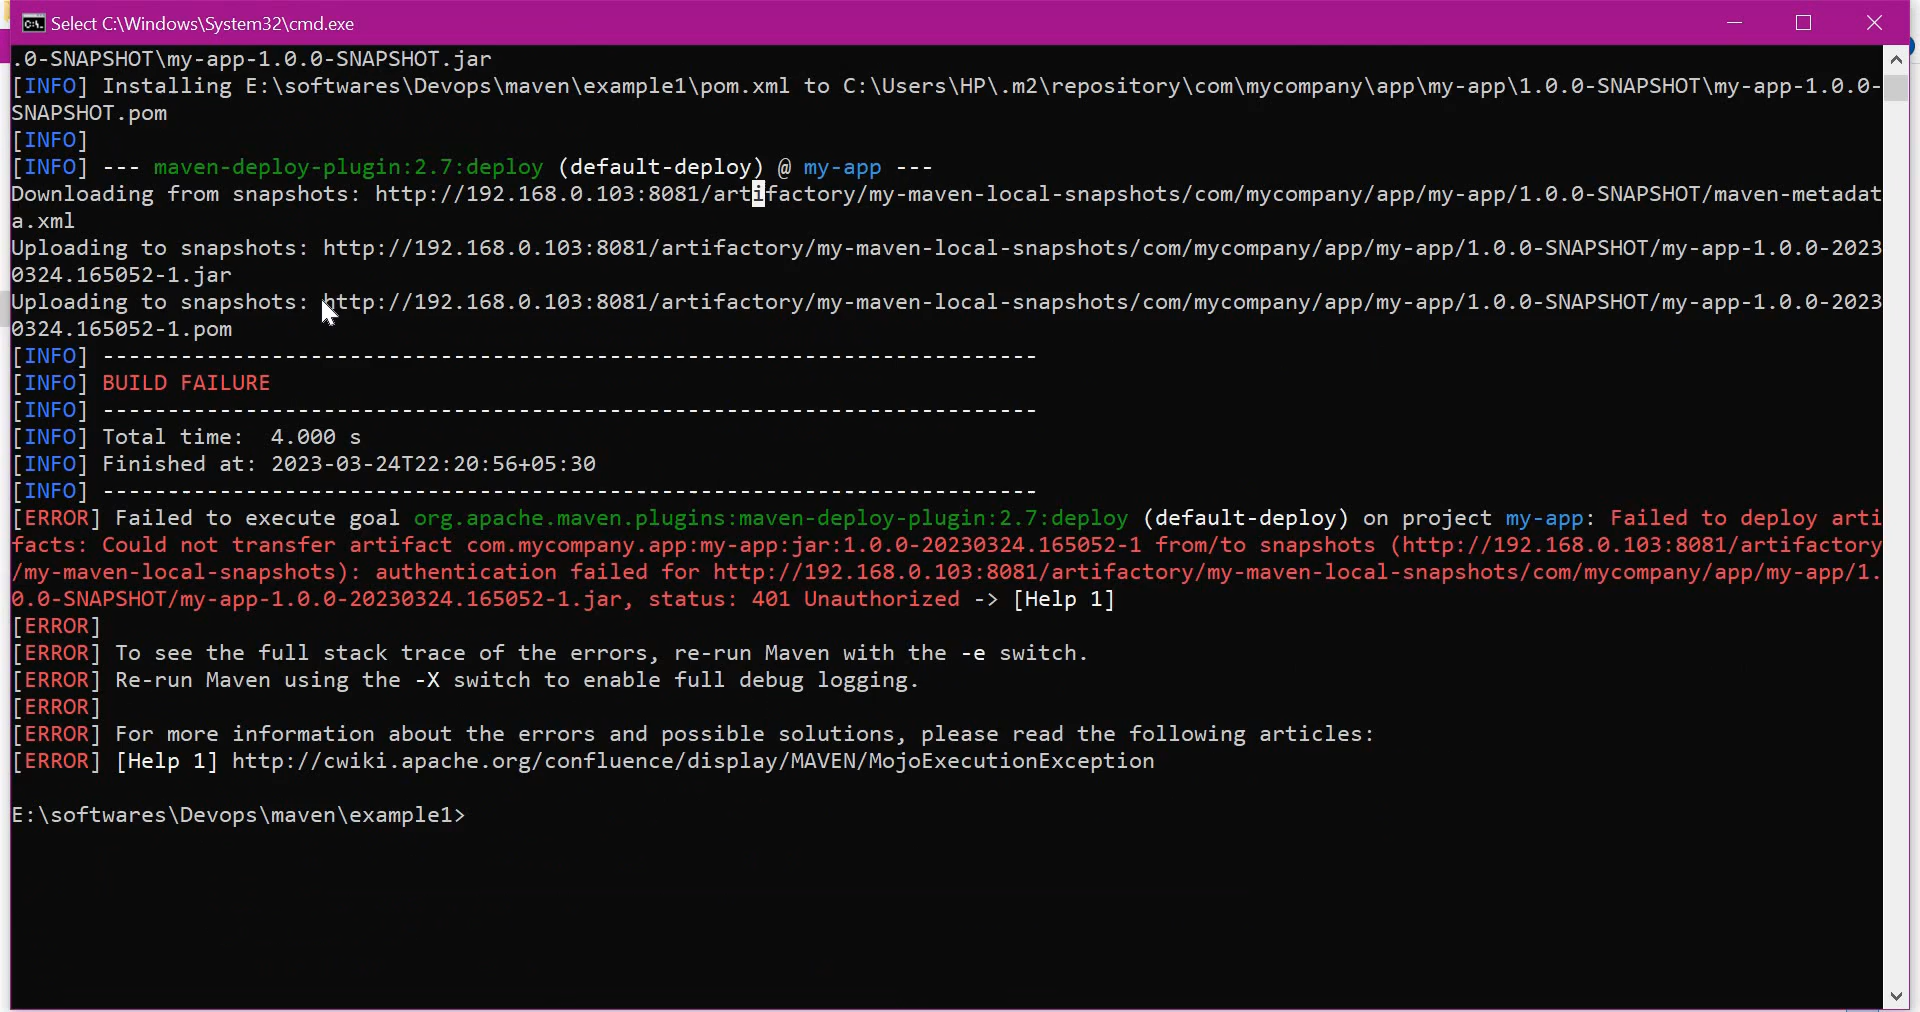 Select C:\Windows\System32\cmd.exe
.0-SNAPSHOT\my-app-1.0.0-SNAPSHOT.jar
[INFO] Installing E:\softwares\Devops\maven\example1\pom.xml to C:\Users\HP\.m2\repository\com\mycompany\app\my-app\1.0.0-SNAPSHOT\my-app-1.0.0-
SNAPSHOT.pom
[INFO]
[INFO] --- maven-deploy-plugin:2.7:deploy (default-deploy) @ my-app ---
Downloading from snapshots: http://192.168.0.103:8081/artifactory/my-maven-local-snapshots/com/mycompany/app/my-app/1.0.0-SNAPSHOT/maven-metadat
a.xml
Uploading to snapshots: http://192.168.0.103:8081/artifactory/my-maven-local-snapshots/com/mycompany/app/my-app/1.0.0-SNAPSHOT/my-app-1.0.0-2023
0324.165052-1.jar
Uploading to snapshots: http://192.168.0.103:8081/artifactory/my-maven-local-snapshots/com/mycompany/app/my-app/1.0.0-SNAPSHOT/my-app-1.0.0-2023
0324.165052-1.pom
[INFO] ------------------------------------------------------------------------
[INFO] BUILD FAILURE
[INFO] ------------------------------------------------------------------------
[INFO] Total time:  4.000 s
[INFO] Finished at: 2023-03-24T22:20:56+05:30
[INFO] ------------------------------------------------------------------------
[ERROR] Failed to execute goal org.apache.maven.plugins:maven-deploy-plugin:2.7:deploy (default-deploy) on project my-app: Failed to deploy arti
facts: Could not transfer artifact com.mycompany.app:my-app:jar:1.0.0-20230324.165052-1 from/to snapshots (http://192.168.0.103:8081/artifactory
/my-maven-local-snapshots): authentication failed for http://192.168.0.103:8081/artifactory/my-maven-local-snapshots/com/mycompany/app/my-app/1.
0.0-SNAPSHOT/my-app-1.0.0-20230324.165052-1.jar, status: 401 Unauthorized -> [Help 1]
[ERROR]
[ERROR] To see the full stack trace of the errors, re-run Maven with the -e switch.
[ERROR] Re-run Maven using the -X switch to enable full debug logging.
[ERROR]
[ERROR] For more information about the errors and possible solutions, please read the following articles:
[ERROR] [Help 1] http://cwiki.apache.org/confluence/display/MAVEN/MojoExecutionException
E:\softwares\Devops\maven\example1>